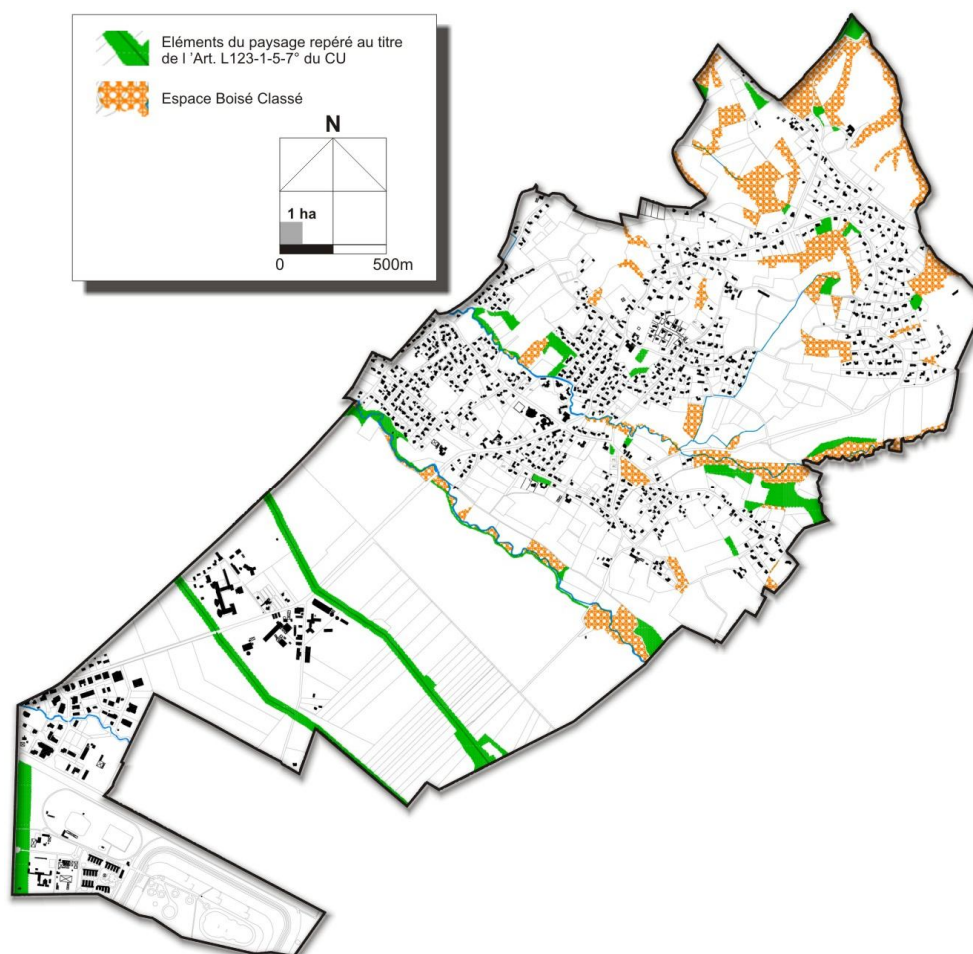 Eléments du paysage repéré au titre
de l 'Art. L123-1-5-7° du CU
Espace Boisé Classé
N
1 ha
0 500m